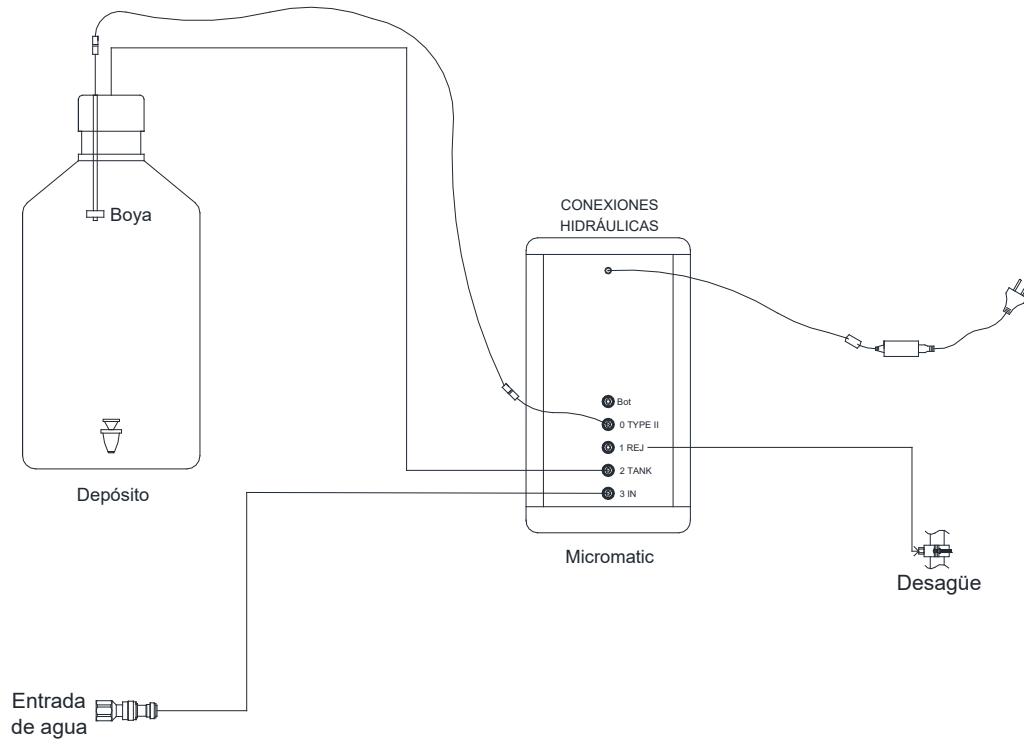 Boya
Depósito
CONEXIONES
HIDRÁULICAS
Bot
0 TYPE II
1 REJ
2 TANK
3 IN
Micromatic
Desagüe
Entrada
de agua